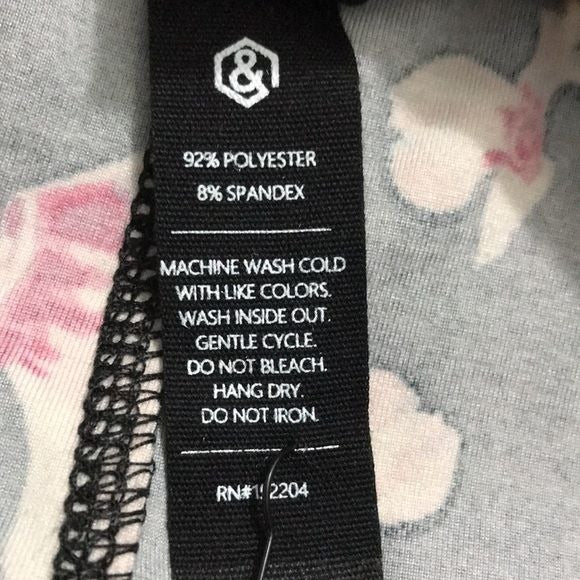 &
92% POLYESTER
8% SPANDEX
MACHINE WASH COLD
WITH LIKE COLORS.
WASH INSIDE OUT.
GENTLE CYCLE.
DO NOT BLEACH.
HANG DRY.
DO NOT IRON.